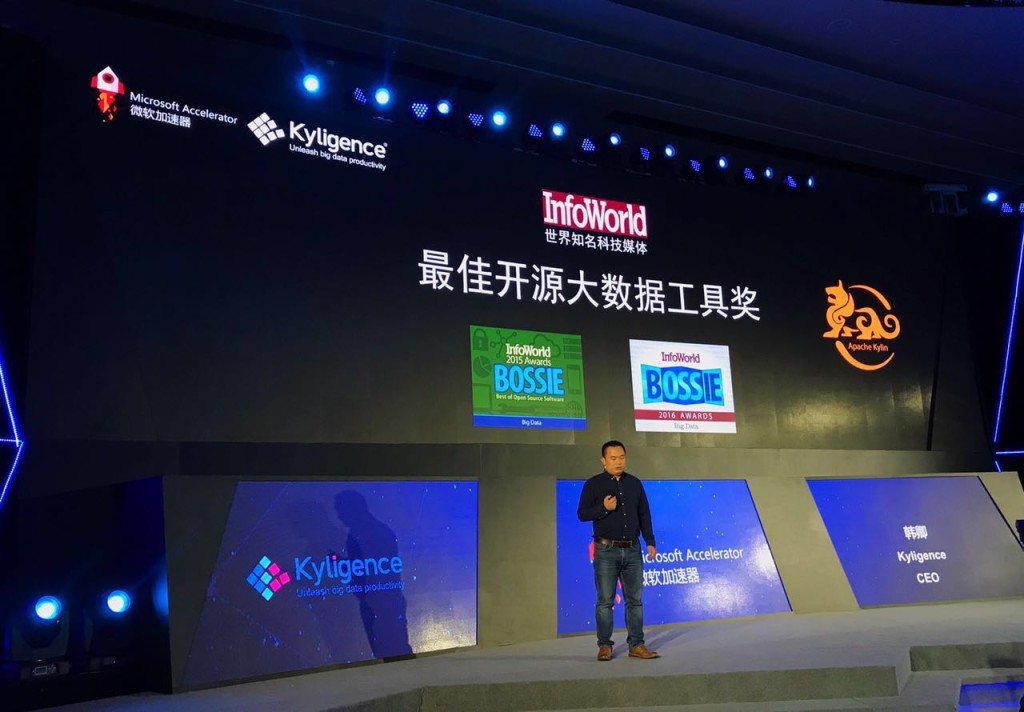 Microsoft Accelerator
微软加速器
Kyligence®
Unleash big data productivity
InfoWorld
世界知名科技媒体
最佳开源大数据工具奖
InfoWorld
2015 Awards
BOSSIE
Best of Open Source Software
Big Data
InfoWorld
BOSSIE
2016 AWARDS
Big Data
Apache Kylin
Kyligence
Unleash big data productivity
crosoft Accelerator
微软加速器
韩卿
Kyligence
CEO